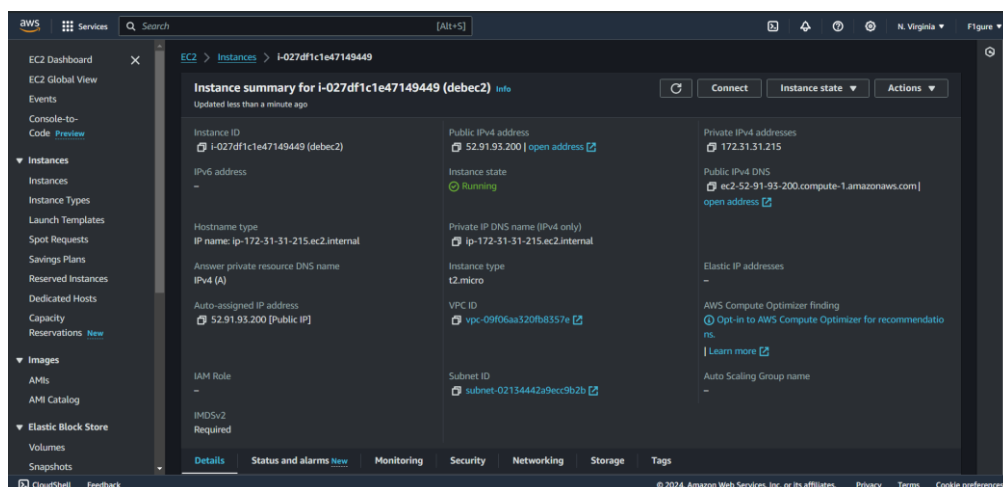 aws
Services
Search
[Alt+S]
N. Virginia
F1gure
EC2 Dashboard
EC2 Global View
Events
Console-to-
Code Preview
Instances
Instances
Instance Types
Launch Templates
Spot Requests
Savings Plans
Reserved Instances
Dedicated Hosts
Capacity
Reservations New
Images
AMIs
AMI Catalog
Elastic Block Store
Volumes
Snapshots
EC2 > Instances > i-027df1c1e47149449
Instance summary for i-027df1c1e47149449 (debec2) Info
Updated less than a minute ago
Connect
Instance state
Actions
Instance ID
i-027df1c1e47149449 (debec2)
Public IPv4 address
52.91.93.200 | open address
Private IPv4 addresses
172.31.31.215
IPv6 address
–
Instance state
Running
Public IPv4 DNS
ec2-52-91-93-200.compute-1.amazonaws.com |
open address
Hostname type
IP name: ip-172-31-31-215.ec2.internal
Private IP DNS name (IPv4 only)
ip-172-31-31-215.ec2.internal
Answer private resource DNS name
IPv4 (A)
Instance type
t2.micro
Elastic IP addresses
–
Auto-assigned IP address
52.91.93.200 [Public IP]
VPC ID
vpc-09f06aa320fb8357e
AWS Compute Optimizer finding
Opt-in to AWS Compute Optimizer for recommendatio
ns.
| Learn more
IAM Role
–
Subnet ID
subnet-02134442a9ecc9b2b
Auto Scaling Group name
–
IMDSv2
Required
Details
Status and alarms New
Monitoring
Security
Networking
Storage
Tags
CloudShell
Feedback
© 2024, Amazon Web Services, Inc. or its affiliates.
Privacy
Terms
Cookie preferences